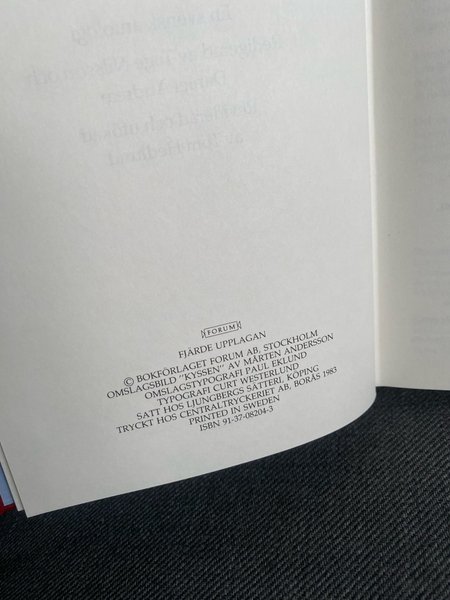 FORUM
FJÄRDE UPPLAGAN
© BOKFÖRLAGET FORUM AB, STOCKHOLM
OMSLAGSBILD "KYSSEN" AV MÅRTEN ANDERSSON
OMSLAGSTYPOGRAFI PAUL EKLUND
TYPOGRAFI CURT WESTERLUND
SATT HOS LJUNGBERGS SÄTTERI, KÖPING
TRYCKT HOS CENTRALTRYCKERIET AB, BORÅS 1983
PRINTED IN SWEDEN
ISBN 91-37-08204-3